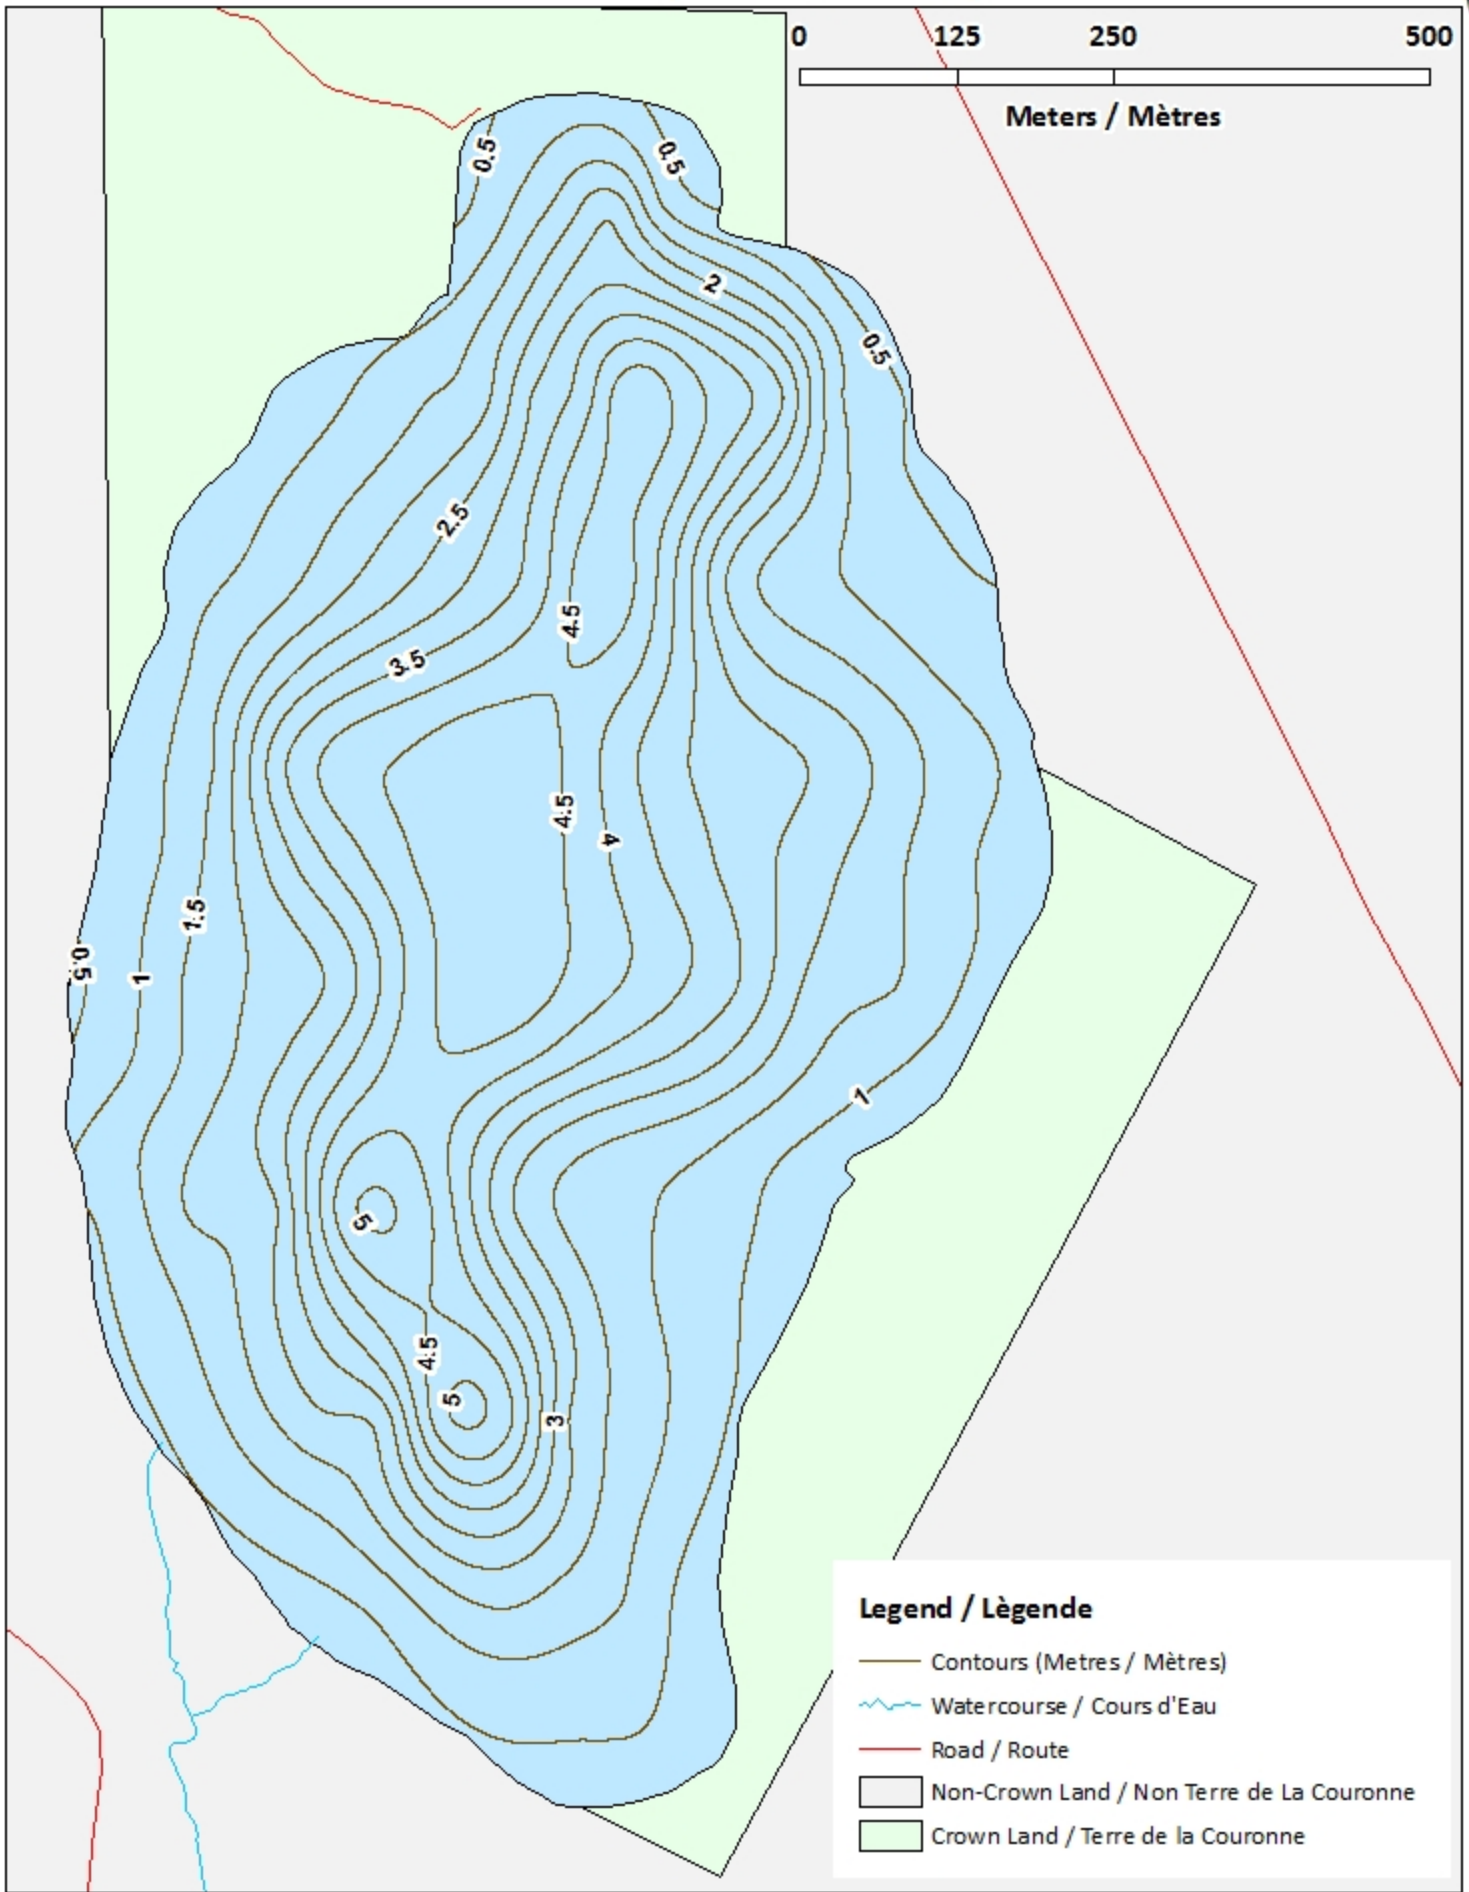 0 125 250 500
Meters / Mètres
0.5
0.5
2
0.5
2.5
4.5
3.5
4.5
4
1.5
0.5
1
1
5
4.5
5
3
Legend / Lègende
Contours (Metres / Mètres)
Watercourse / Cours d'Eau
Road / Route
Non-Crown Land / Non Terre de La Couronne
Crown Land / Terre de la Couronne